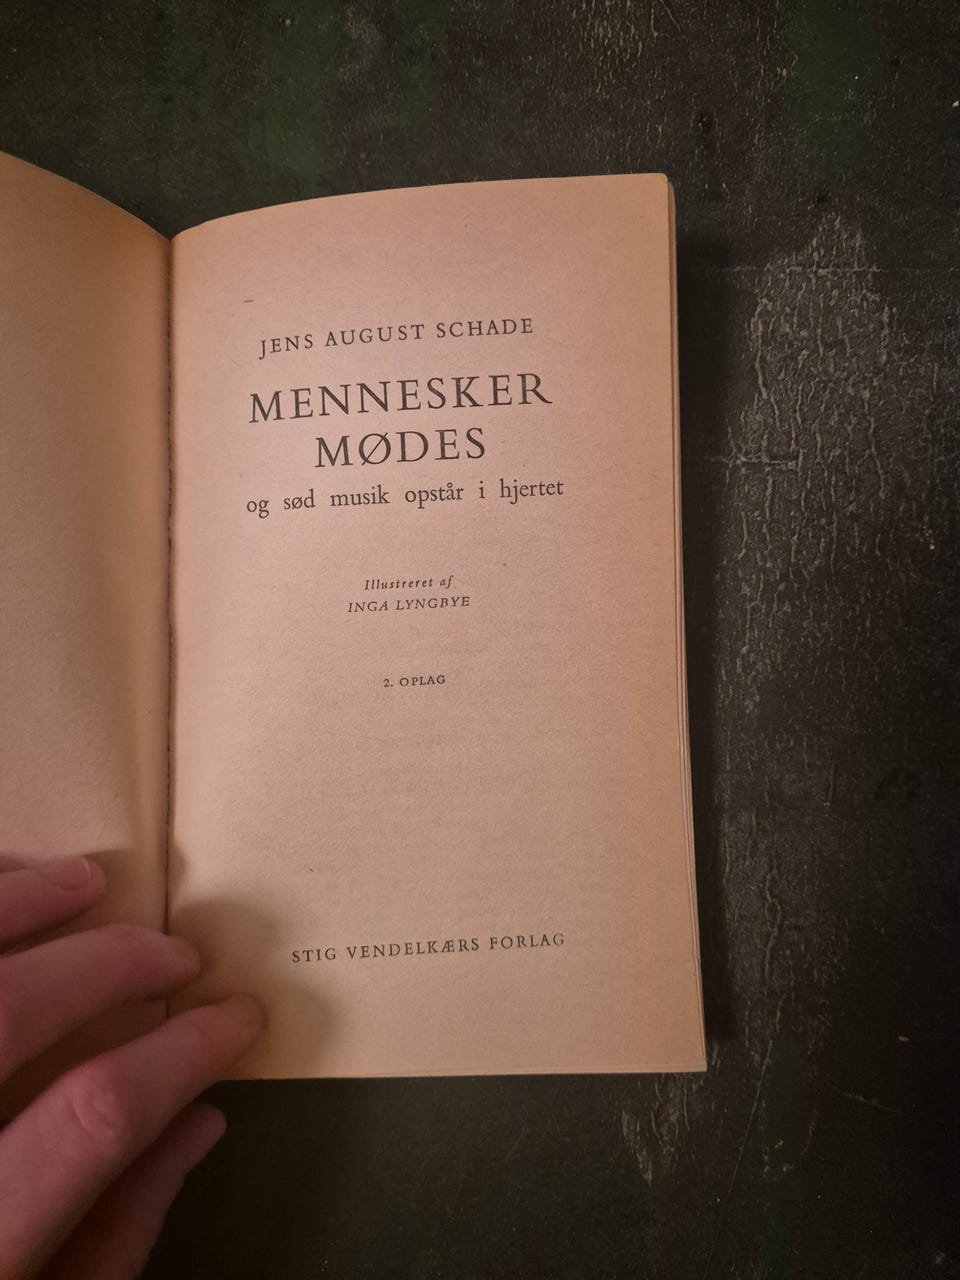 JENS AUGUST SCHADE
MENNESKER
MØDES
og sød musik opstår i hjertet
Illustreret af
INGA LYNGBYE
2. OPLAG
STIG VENDELKÆRS FORLAG